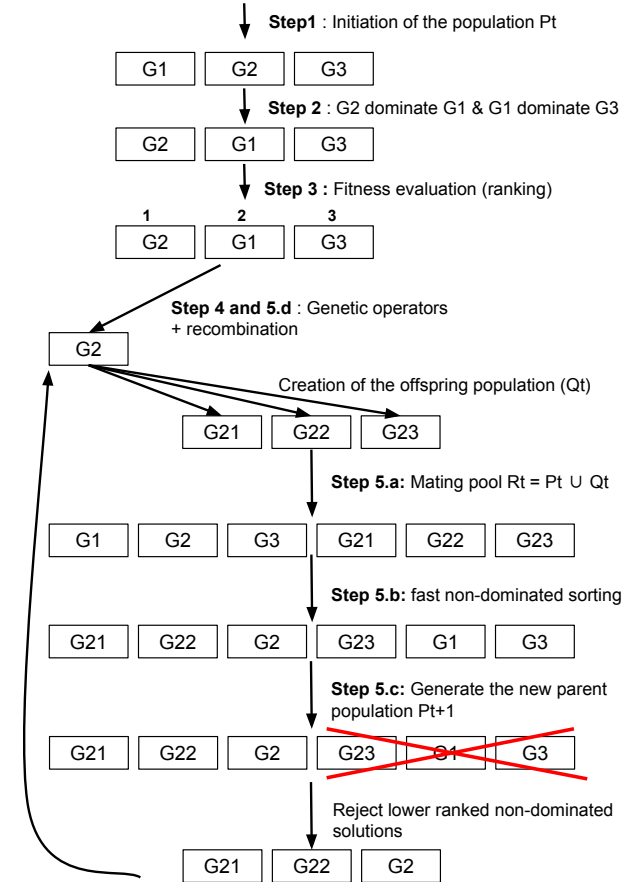 Step1 : Initiation of the population Pt
G1 G2 G3
Step 2 : G2 dominate G1 & G1 dominate G3
G2 G1 G3
Step 3 : Fitness evaluation (ranking)
1 2 3
G2 G1 G3
Step 4 and 5.d : Genetic operators
+ recombination
G2
Creation of the offspring population (Qt)
G21 G22 G23
Step 5.a: Mating pool Rt = Pt ∪ Qt
G1 G2 G3 G21 G22 G23
Step 5.b: fast non-dominated sorting
G21 G22 G2 G23 G1 G3
Step 5.c: Generate the new parent
population Pt+1
G21 G22 G2 G23 G1 G3
Reject lower ranked non-dominated
solutions
G21 G22 G2